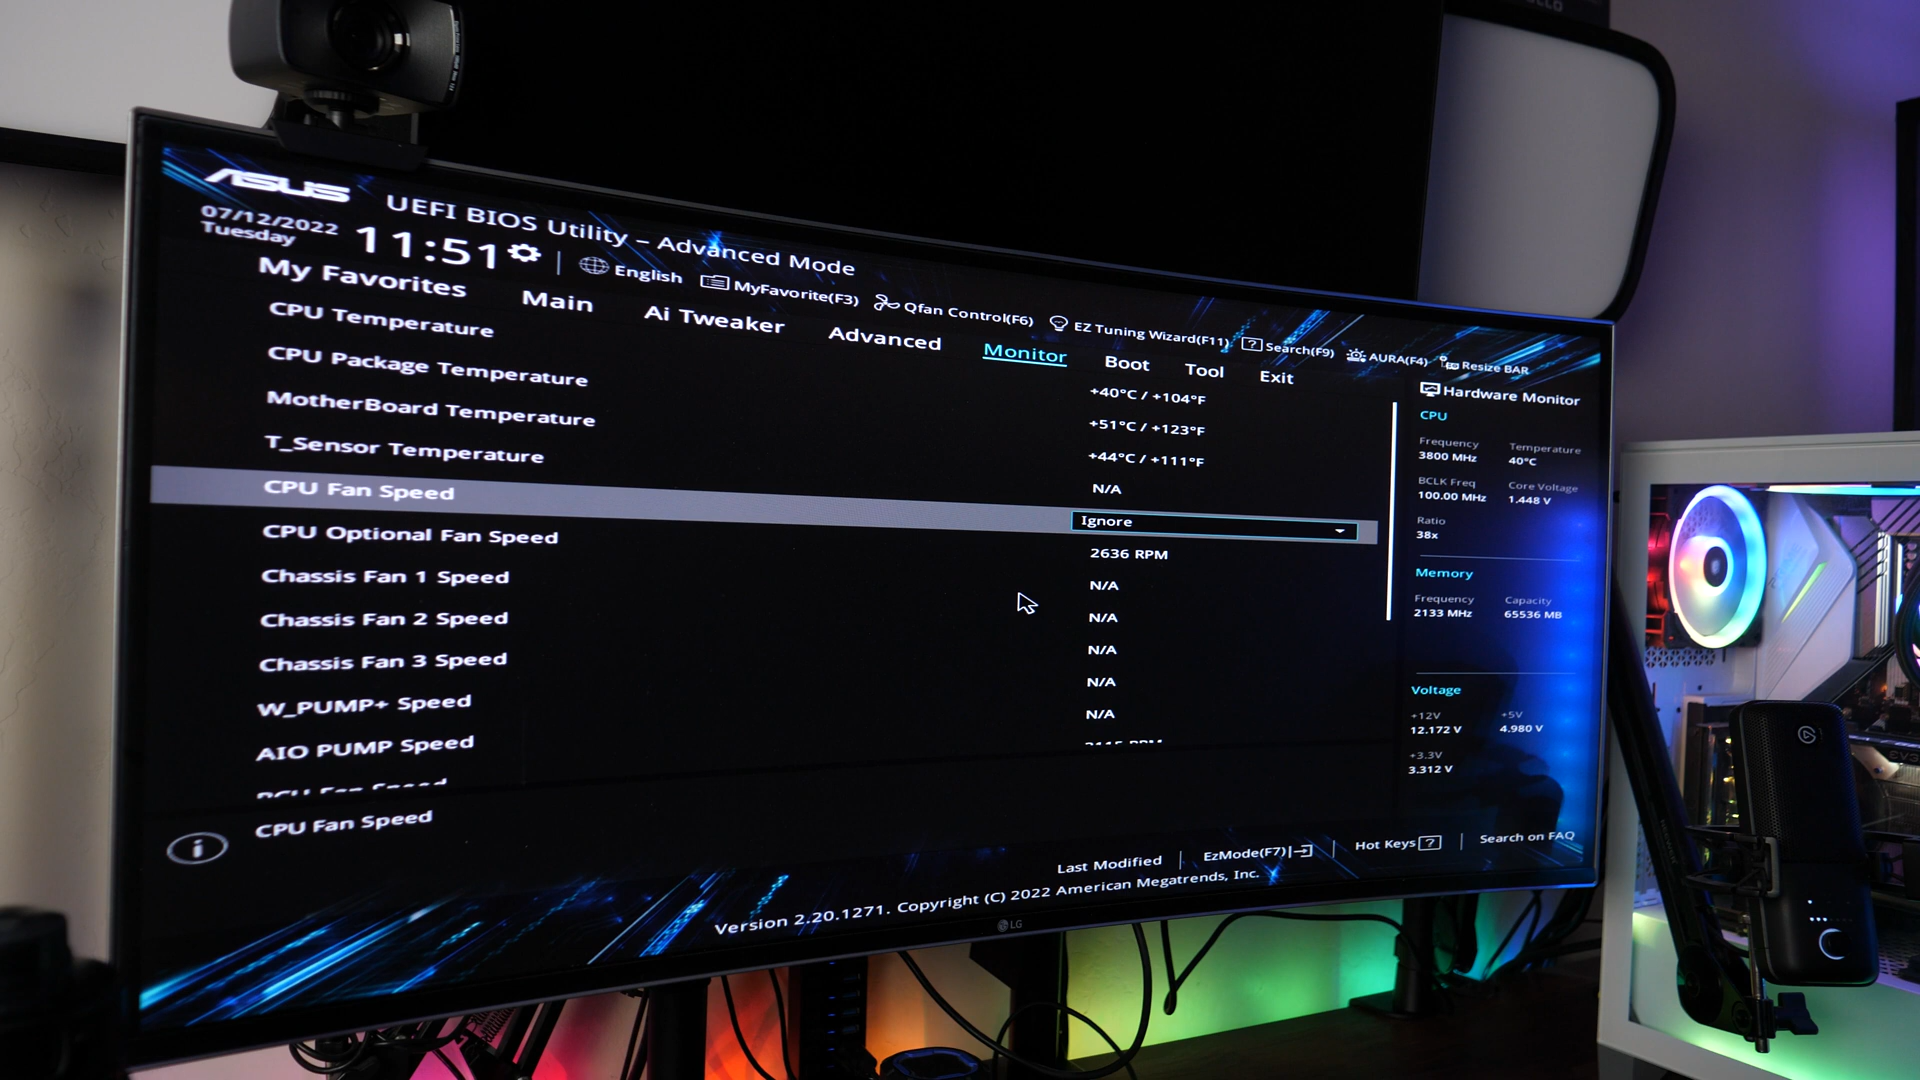 ASUS
UEFI BIOS Utility – Advanced Mode
07/12/2022
Tuesday
11:51
English
MyFavorite(F3)
Qfan Control(F6)
EZ Tuning Wizard(F11)
Search(F9)
AURA(F4)
Resize BAR
My Favorites
Main
Ai Tweaker
Advanced
Monitor
Boot
Tool
Exit
CPU Temperature
+40°C / +104°F
CPU Package Temperature
+51°C / +123°F
MotherBoard Temperature
+44°C / +111°F
T_Sensor Temperature
N/A
CPU Fan Speed
Ignore
CPU Optional Fan Speed
2636 RPM
Chassis Fan 1 Speed
N/A
Chassis Fan 2 Speed
N/A
Chassis Fan 3 Speed
N/A
W_PUMP+ Speed
N/A
AIO PUMP Speed
N/A
Hardware Monitor
CPU
Frequency Temperature
3800 MHz 40°C
BCLK Freq Core Voltage
100.00 MHz 1.448 V
Ratio
38x
Memory
Frequency Capacity
2133 MHz 65536 MB
Voltage
+12V +5V
12.172 V 4.980 V
+3.3V
3.312 V
CPU Fan Speed
Last Modified
EzMode(F7)
Hot Keys ?
Search on FAQ
Version 2.20.1271. Copyright (C) 2022 American Megatrends, Inc.
LG